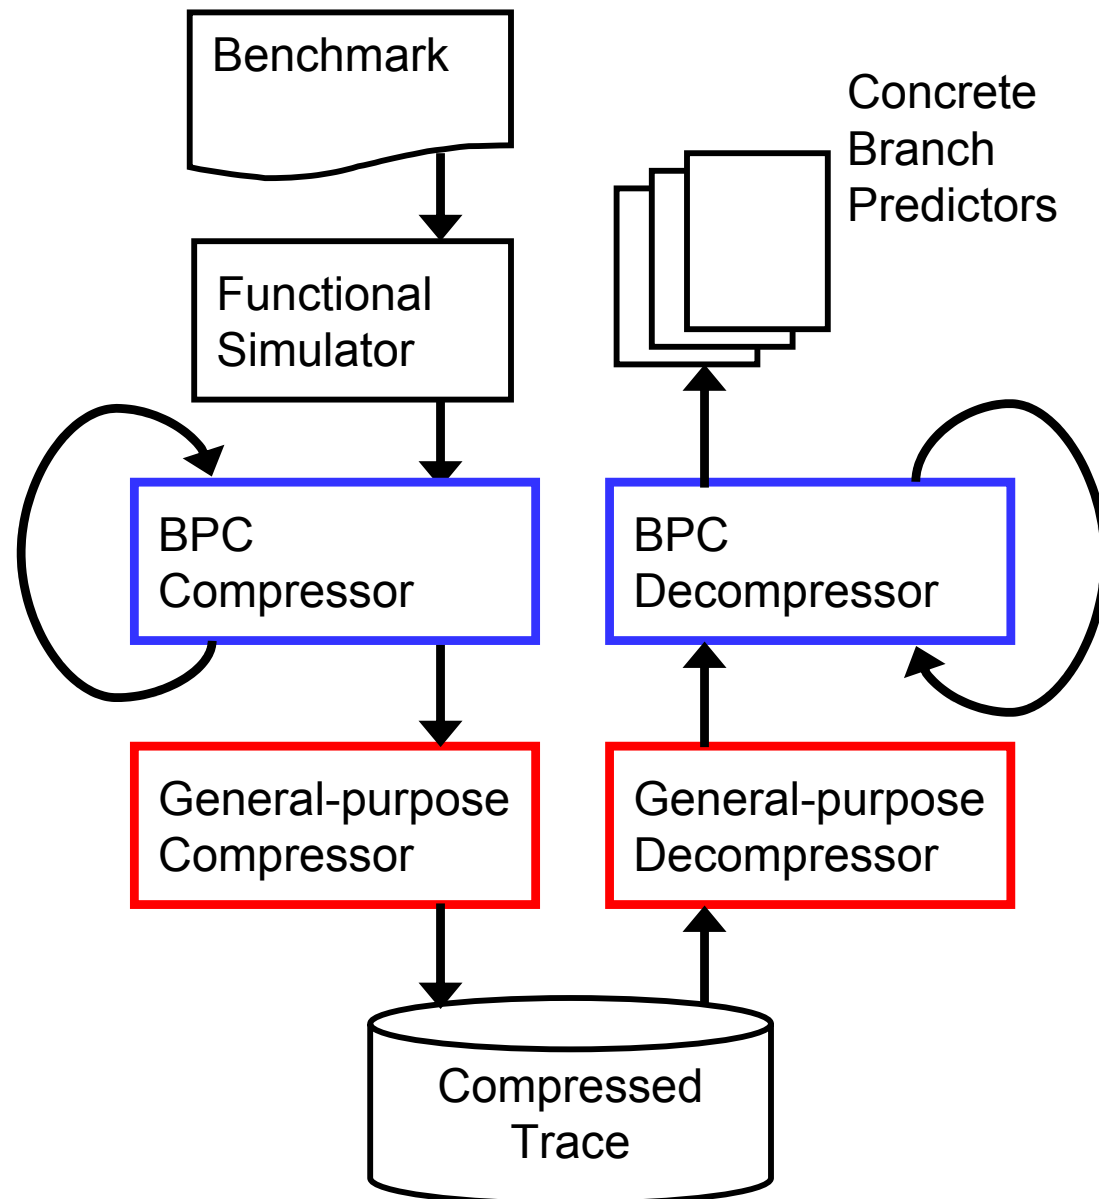 Benchmark
Concrete
Branch
Predictors
Functional
Simulator
BPC
Compressor
BPC
Decompressor
General-purpose
Compressor
General-purpose
Decompressor
Compressed
Trace